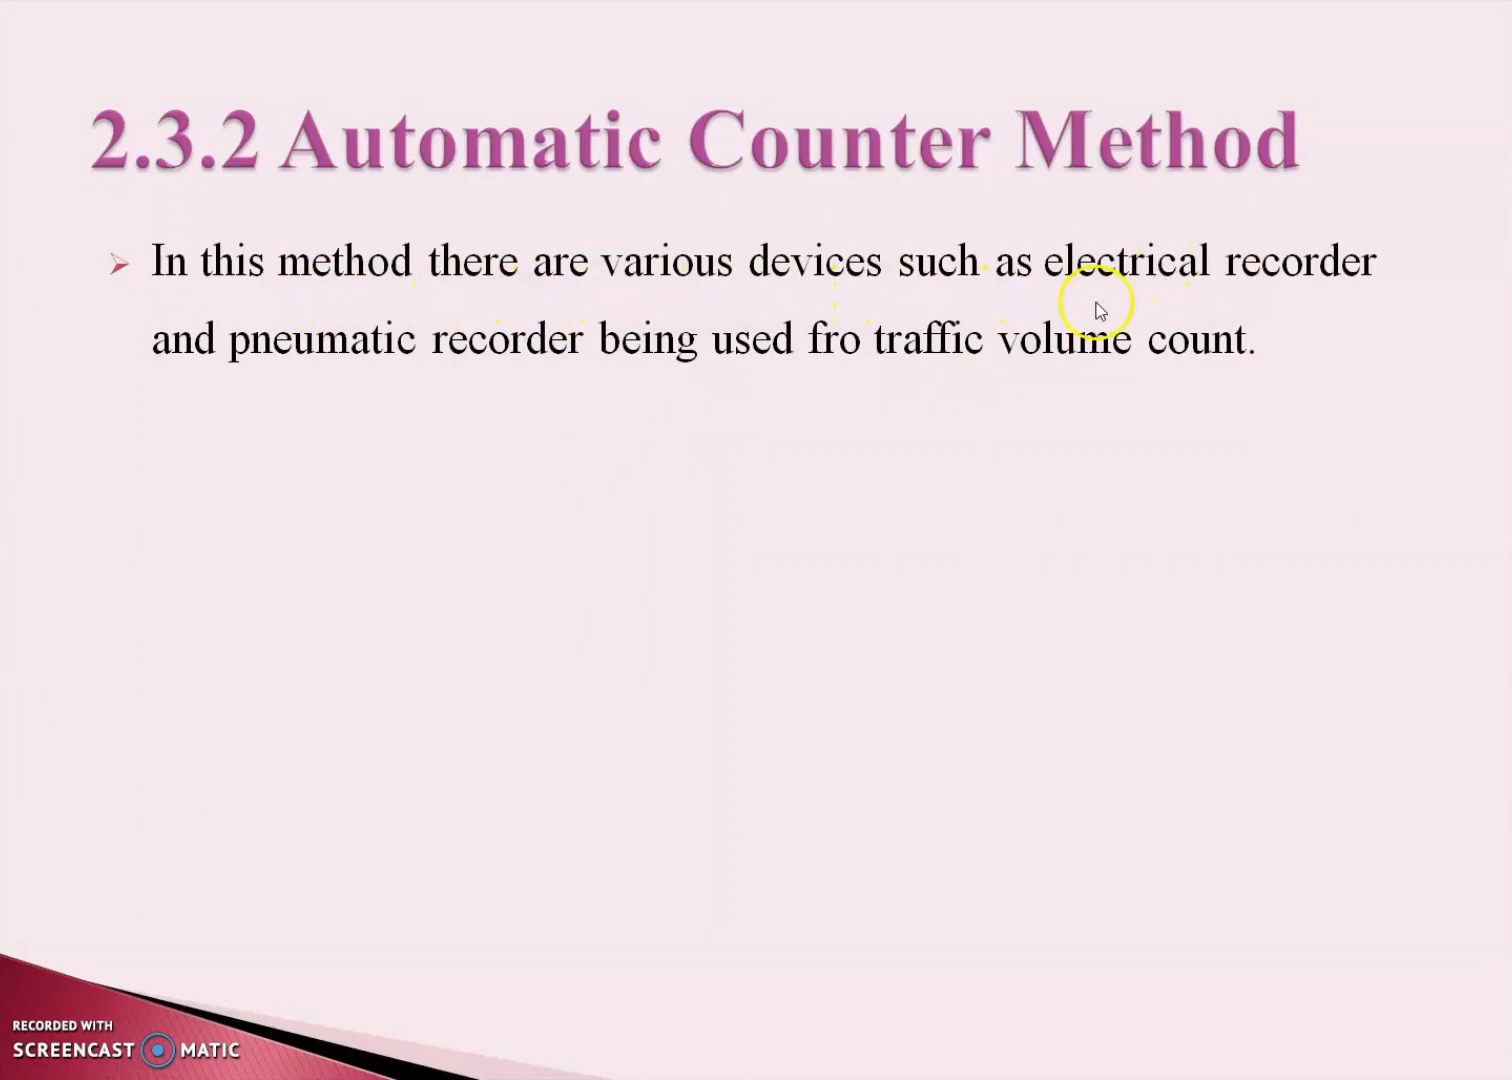 2.3.2 Automatic Counter Method
In this method there are various devices such as electrical recorder
and pneumatic recorder being used fro traffic volume count.
RECORDED WITH
SCREENCAST MATIC